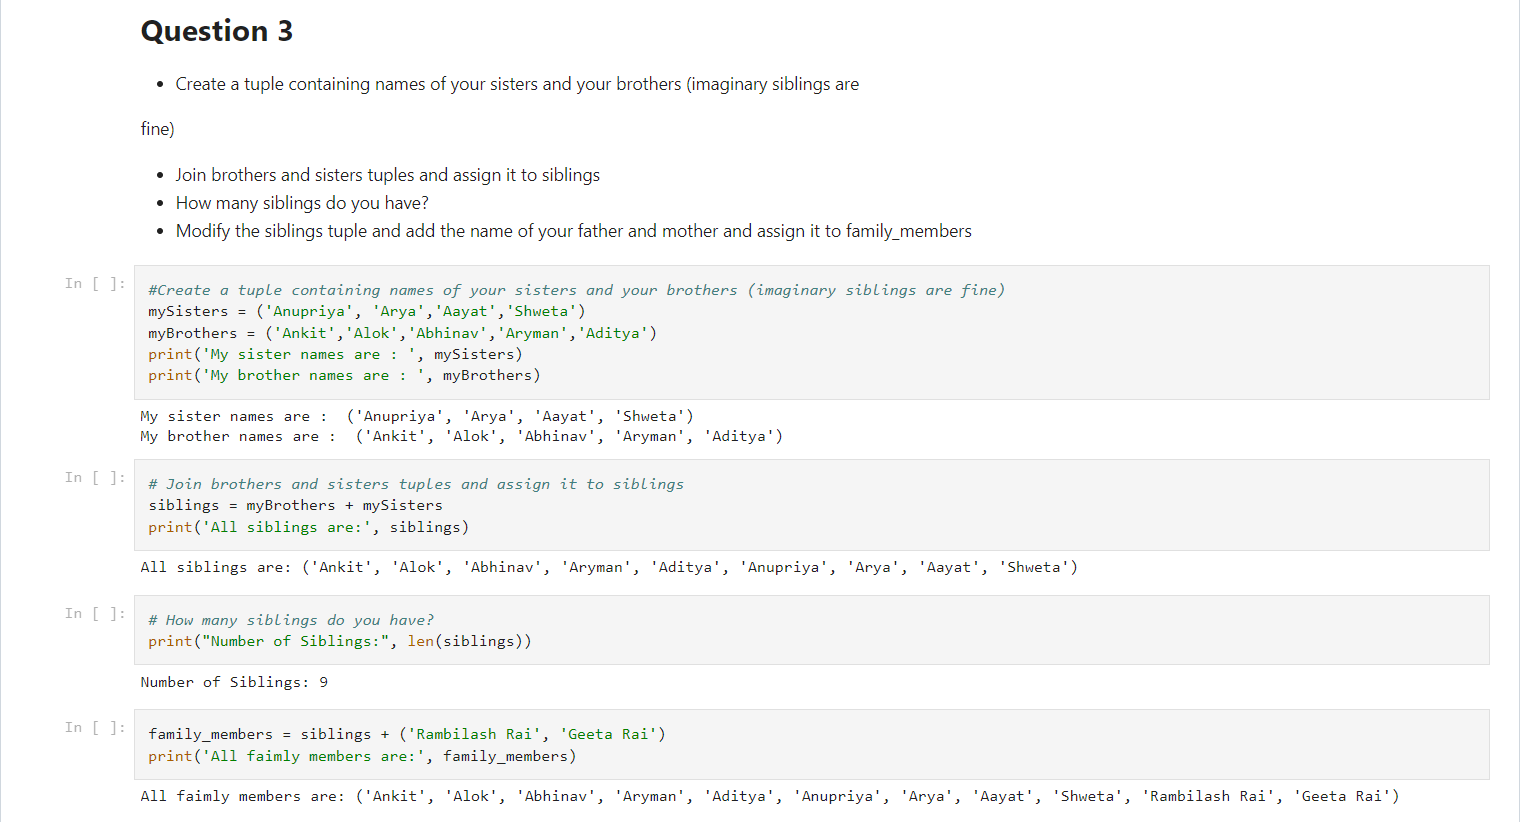 Question 3
• Create a tuple containing names of your sisters and your brothers (imaginary siblings are
fine)
• Join brothers and sisters tuples and assign it to siblings
• How many siblings do you have?
• Modify the siblings tuple and add the name of your father and mother and assign it to family_members
In [ ]:
#Create a tuple containing names of your sisters and your brothers (imaginary siblings are fine)
mySisters = ('Anupriya', 'Arya','Aayat','Shweta')
myBrothers = ('Ankit','Alok','Abhinav','Aryman','Aditya')
print('My sister names are : ', mySisters)
print('My brother names are : ', myBrothers)
My sister names are :  ('Anupriya', 'Arya', 'Aayat', 'Shweta')
My brother names are :  ('Ankit', 'Alok', 'Abhinav', 'Aryman', 'Aditya')
In [ ]:
# Join brothers and sisters tuples and assign it to siblings
siblings = myBrothers + mySisters
print('All siblings are:', siblings)
All siblings are: ('Ankit', 'Alok', 'Abhinav', 'Aryman', 'Aditya', 'Anupriya', 'Arya', 'Aayat', 'Shweta')
In [ ]:
# How many siblings do you have?
print("Number of Siblings:", len(siblings))
Number of Siblings: 9
In [ ]:
family_members = siblings + ('Rambilash Rai', 'Geeta Rai')
print('All faimly members are:', family_members)
All faimly members are: ('Ankit', 'Alok', 'Abhinav', 'Aryman', 'Aditya', 'Anupriya', 'Arya', 'Aayat', 'Shweta', 'Rambilash Rai', 'Geeta Rai')